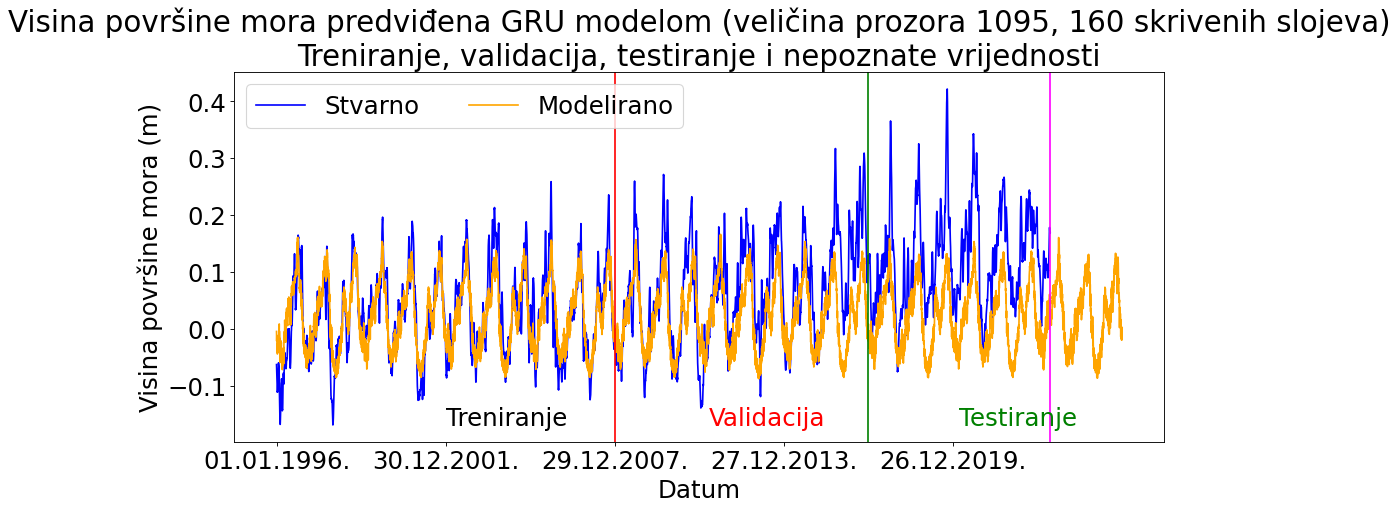 Visina površine mora predviđena GRU modelom (veličina prozora 1095, 160 skrivenih slojeva)
Treniranje, validacija, testiranje i nepoznate vrijednosti
Stvarno
Modelirano
Visina površine mora (m)
0.4
0.3
0.2
0.1
0.0
−0.1
Treniranje
Validacija
Testiranje
01.01.1996.
30.12.2001.
29.12.2007.
27.12.2013.
26.12.2019.
Datum